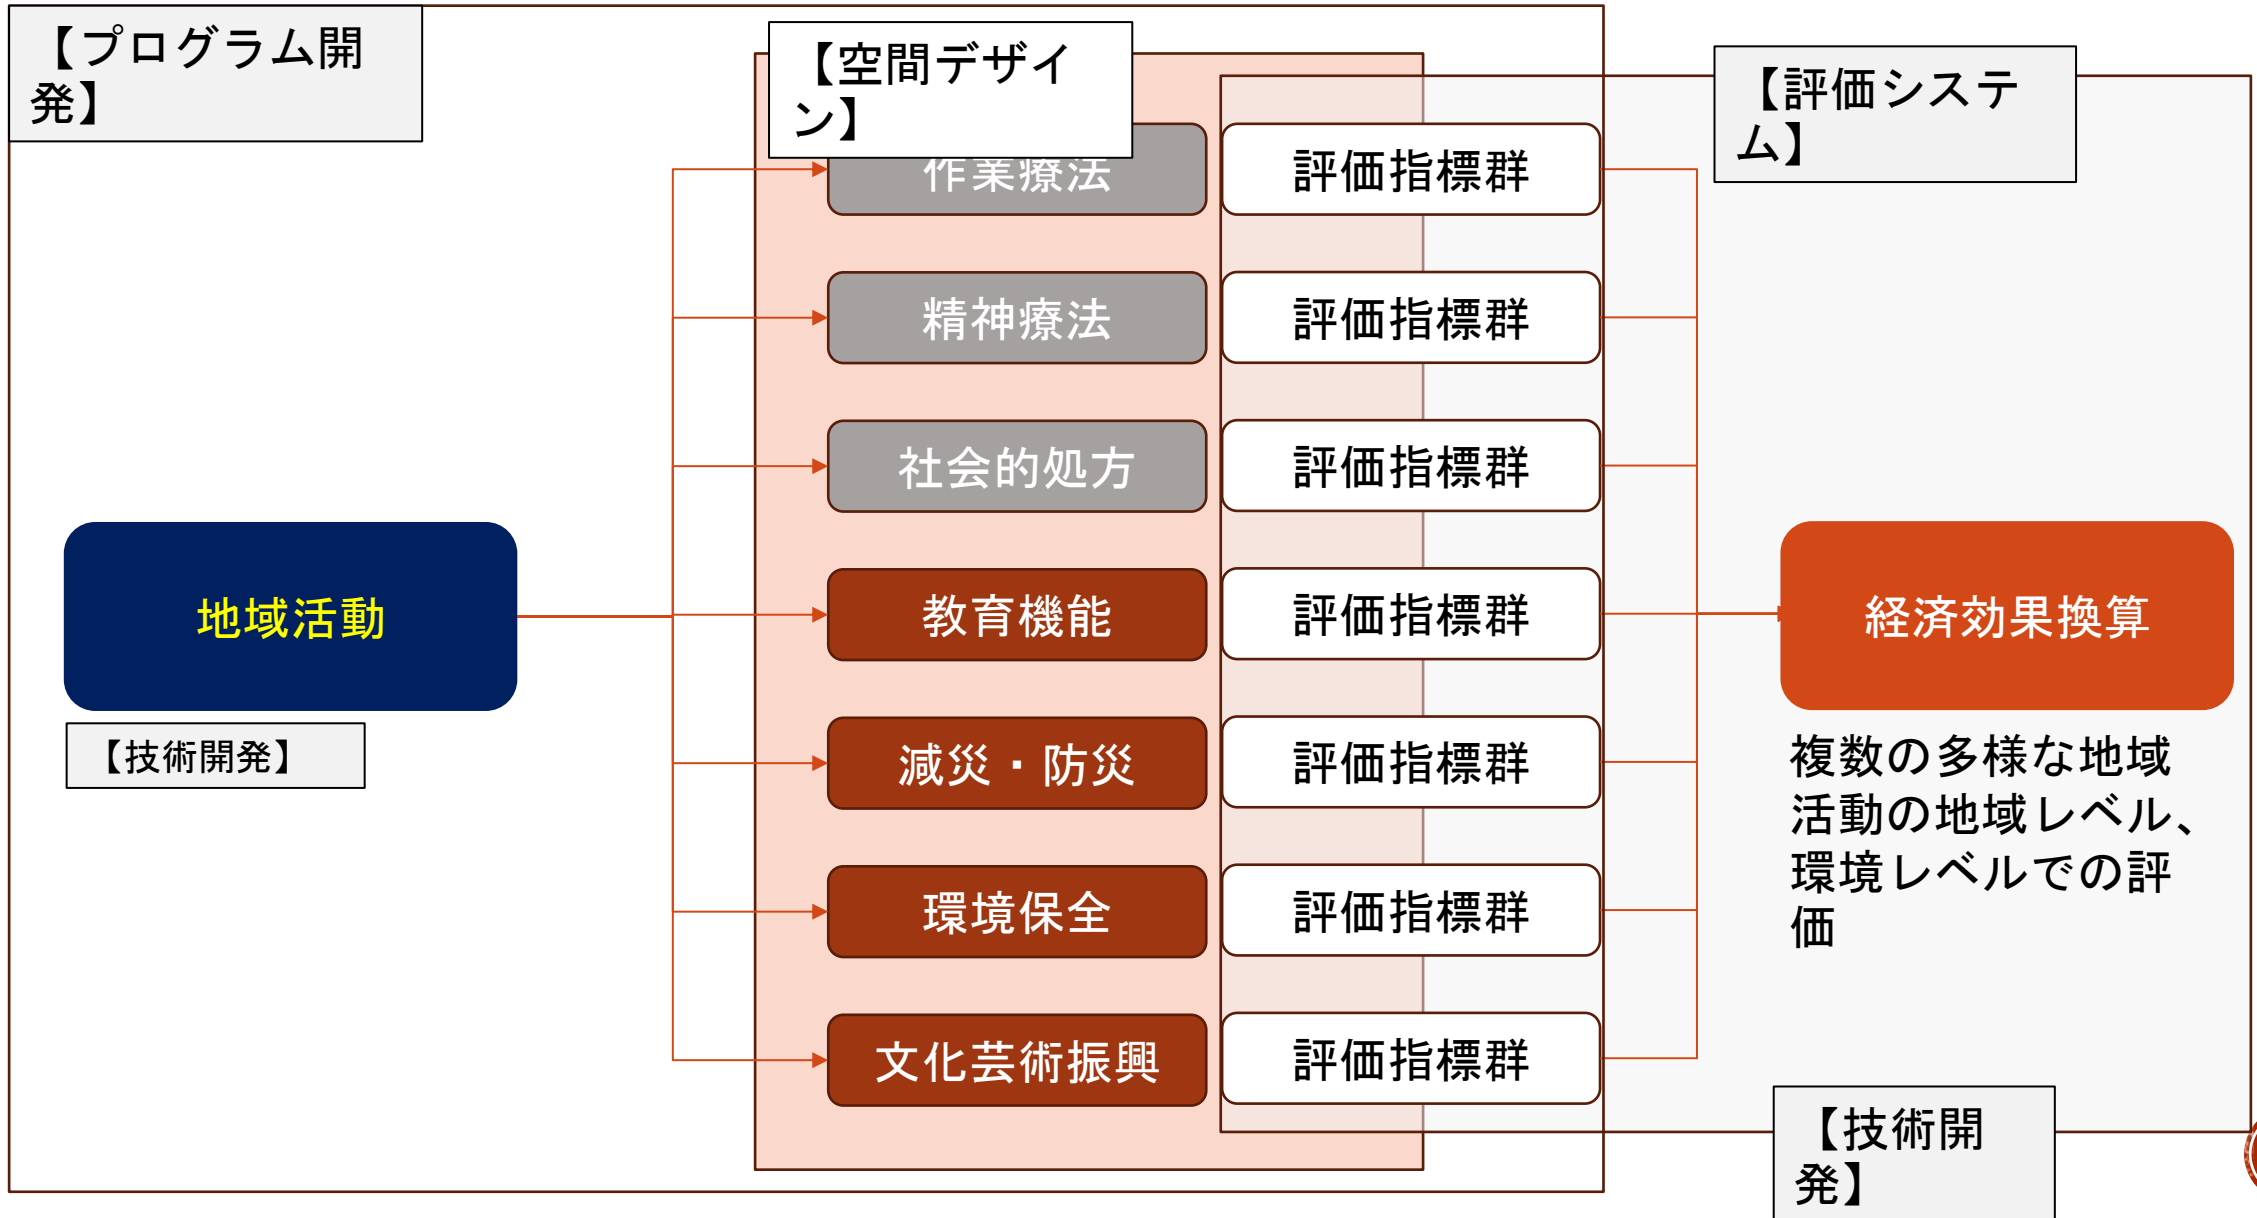 【プログラム開
発】
【空間デザイ
ン】
【評価システ
ム】
作業療法
評価指標群
精神療法
評価指標群
社会的処方
評価指標群
地域活動
教育機能
評価指標群
経済効果換算
【技術開発】
減災・防災
評価指標群
複数の多様な地域
活動の地域レベル、
環境レベルでの評
価
環境保全
評価指標群
文化芸術振興
評価指標群
【技術開
発】